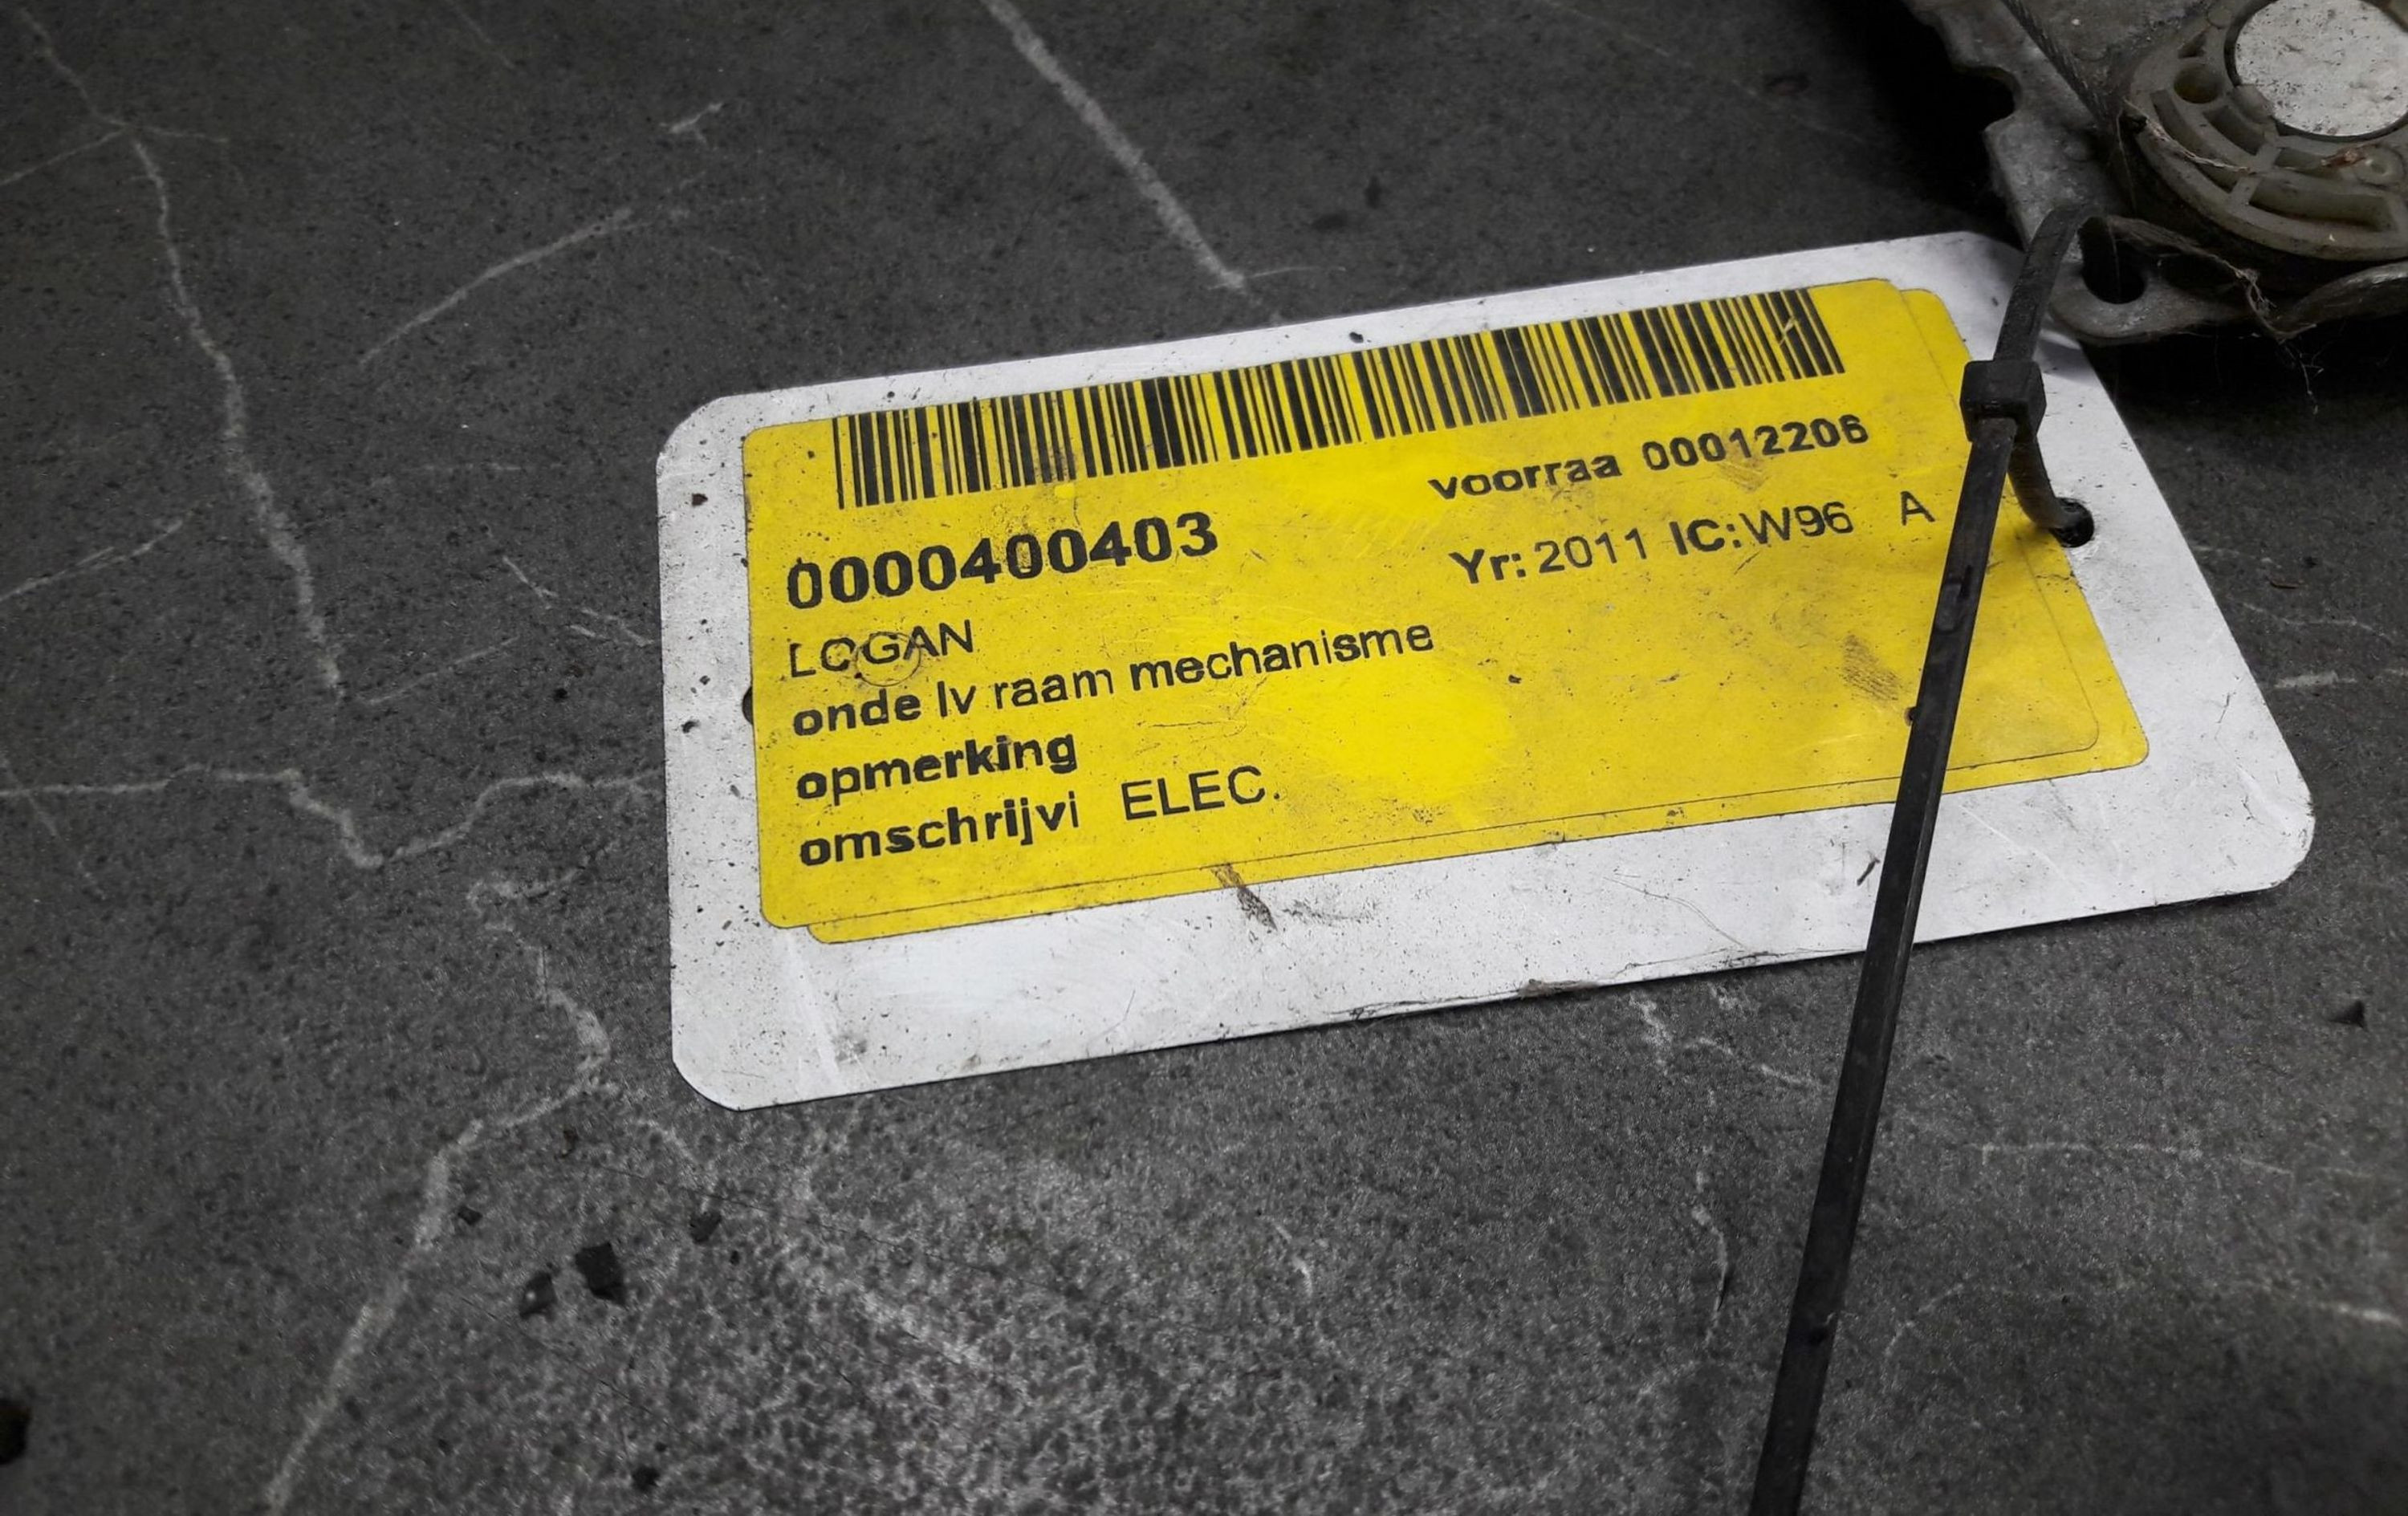 voorraa 00012206
0000400403
Yr: 2011 IC:W96 A
LOGAN
onde lv raam mechanisme
opmerking
omschrijvi ELEC.